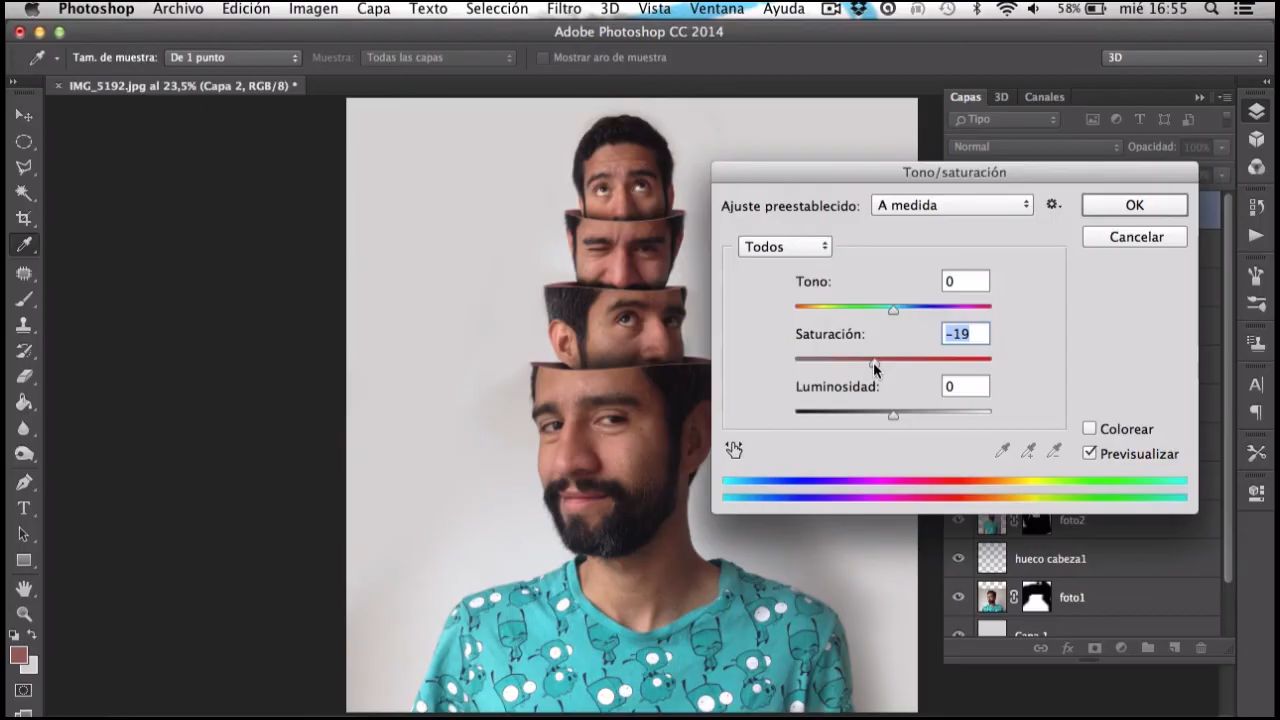 Photoshop Archivo Edición Imagen Capa Texto Selección Filtro 3D Vista Ventana Ayuda 58% mié 16:55
Adobe Photoshop CC 2014
Tam. de muestra: De 1 punto Muestra: Todas las capas Mostrar aro de muestra 3D
× IMG_5192.jpg al 23,5% (Capa 2, RGB/8) *
Capas 3D Canales
Tipo
Normal Opacidad: 100%
Tono/saturación
Ajuste preestablecido: A medida OK
Cancelar
Todos
Tono: 0
Saturación: -19
Luminosidad: 0
Colorear
Previsualizar
foto2
hueco cabeza1
foto1
Capa 1